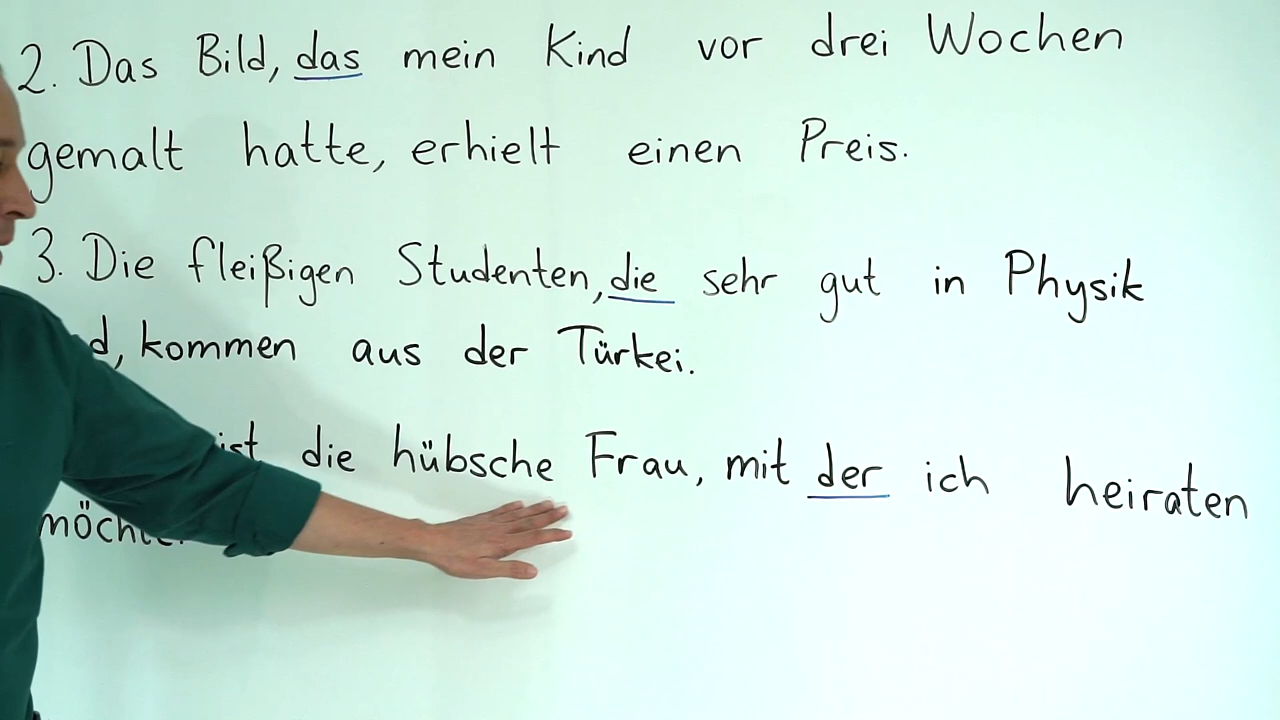 2. Das Bild, das mein Kind vor drei Wochen
gemalt hatte, erhielt einen Preis.
3. Die fleißigen Studenten, die sehr gut in Physik
kommen aus der Türkei.
ist die hübsche Frau, mit der ich heiraten